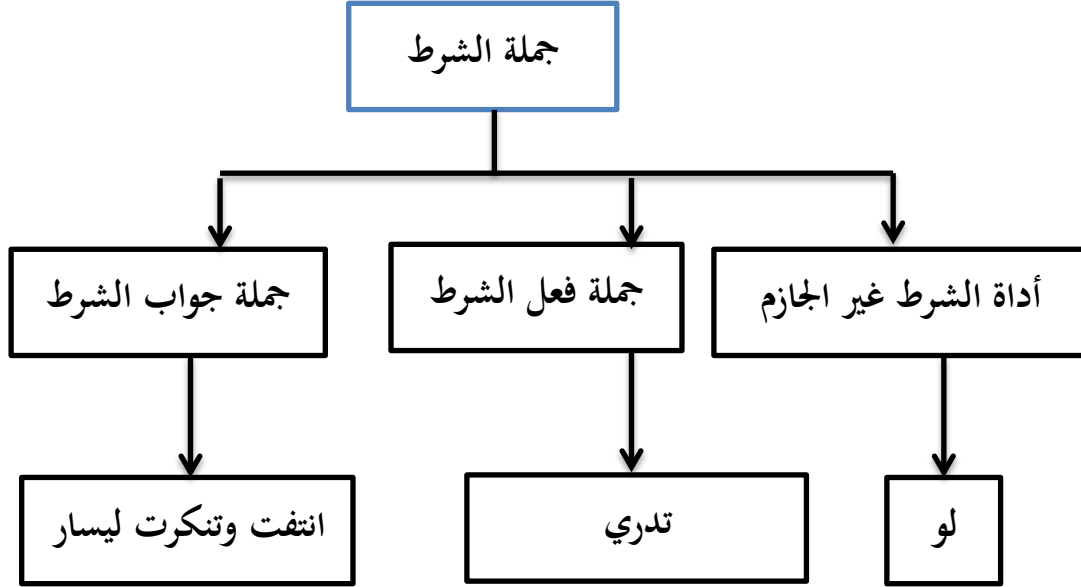 جملة الشرط
أداة الشرط غير الجازم
جملة فعل الشرط
جملة جواب الشرط
لو
تدري
انتفت وتنكرت ليسار